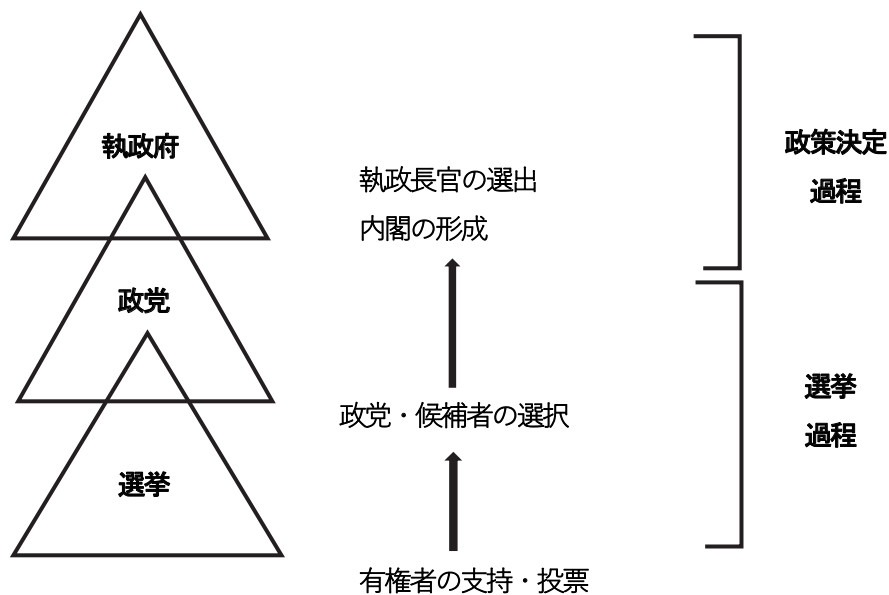 執政府
政党
選挙
執政長官の選出
内閣の形成
政党・候補者の選択
有権者の支持・投票
政策決定
過程
選挙
過程